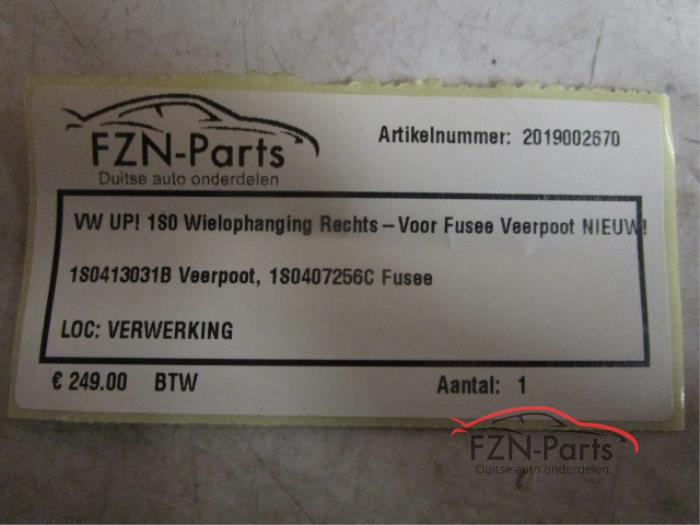 FZN-Parts
Duitse auto onderdelen
Artikelnummer: 2019002670
VW UP! 1S0 Wielophanging Rechts – Voor Fusee Veerpoot NIEUW!
1S0413031B Veerpoot, 1S0407256C Fusee
LOC: VERWERKING
€ 249.00 BTW
Aantal: 1
FZN-Parts
Duitse auto onderdelen